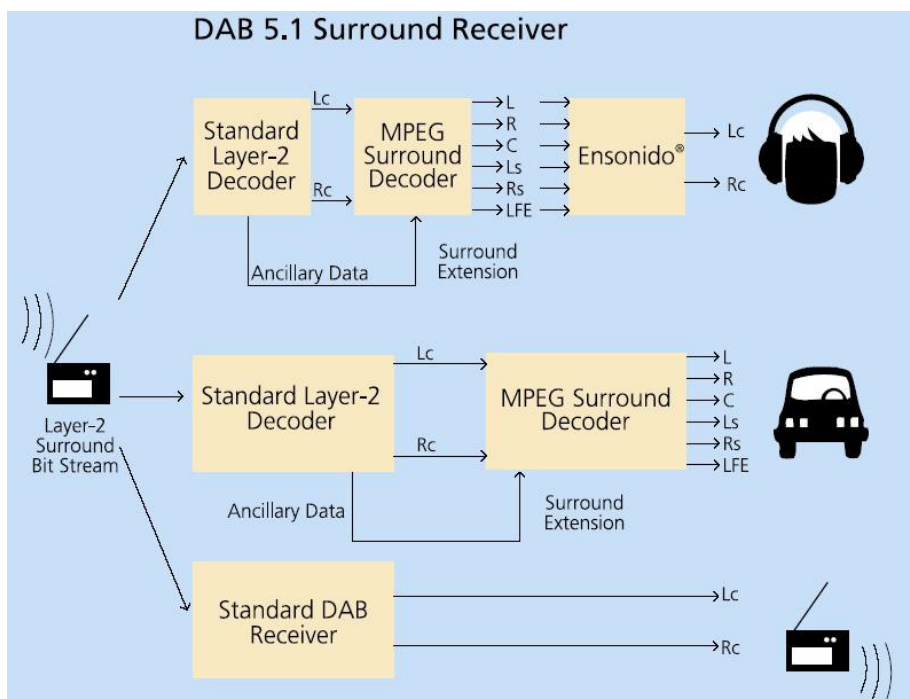 DAB 5.1 Surround Receiver
Standard
Layer-2
Decoder
Lc
Rc
MPEG
Surround
Decoder
L
R
C
Ls
Rs
LFE
Ensonido®
Lc
Rc
Ancillary Data
Surround
Extension
Layer-2
Surround
Bit Stream
Standard Layer-2
Decoder
Lc
Rc
MPEG Surround
Decoder
L
R
C
Ls
Rs
LFE
Ancillary Data
Surround
Extension
Standard DAB
Receiver
Lc
Rc